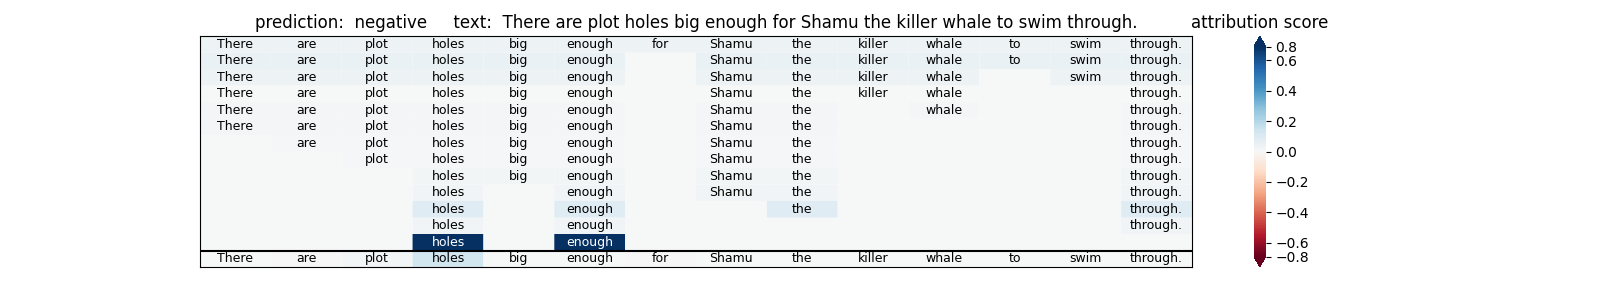 prediction:  negative     text:  There are plot holes big enough for Shamu the killer whale to swim through.          attribution score
There are plot holes big enough for Shamu the killer whale to swim through. 0.8
There are plot holes big enough Shamu the killer whale to swim through. 0.6
There are plot holes big enough Shamu the killer whale swim through.
There are plot holes big enough Shamu the killer whale through. 0.4
There are plot holes big enough Shamu the whale through.
There are plot holes big enough Shamu the through. 0.2
are plot holes big enough Shamu the through.
plot holes big enough Shamu the through. 0.0
holes big enough Shamu the through. −0.2
holes enough Shamu the through.
holes enough the through. −0.4
holes enough through.
holes enough −0.6
There are plot holes big enough for Shamu the killer whale to swim through. −0.8